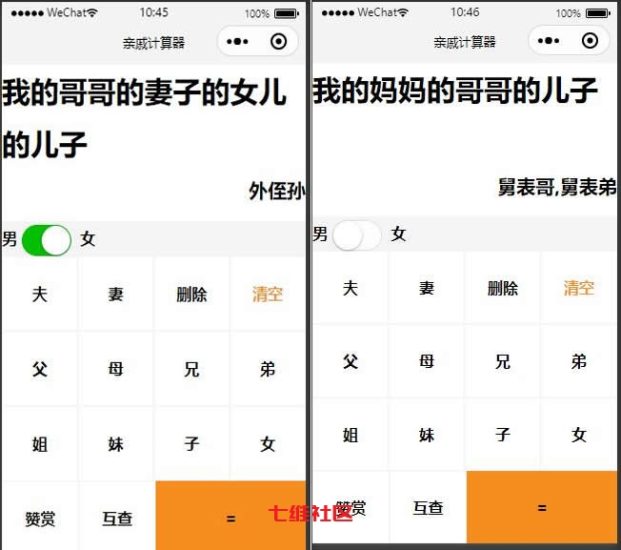 ●●●●● WeChat 10:45 100%
亲戚计算器
我的哥哥的妻子的女儿
的儿子
外侄孙
男 女
夫 妻 删除 清空
父 母 兄 弟
姐 妹 子 女
赞赏 互查 =
●●●●● WeChat 10:46 100%
亲戚计算器
我的妈妈的哥哥的儿子
舅表哥,舅表弟
男 女
夫 妻 删除 清空
父 母 兄 弟
姐 妹 子 女
赞赏 互查 =
七维社区